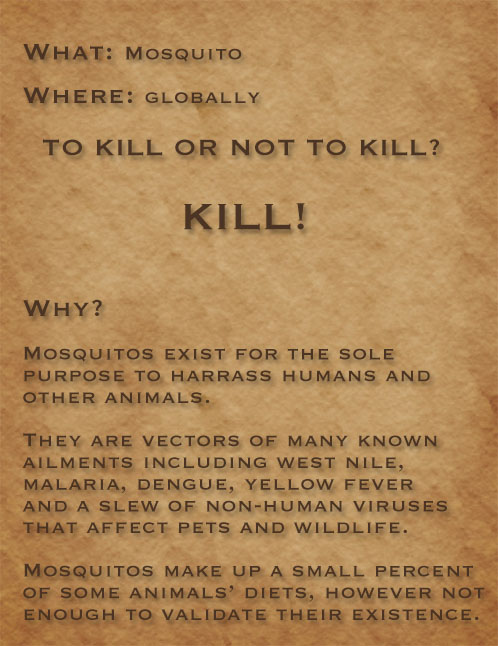 What: Mosquito
Where: globally
to kill or not to kill?
KILL!
Why?
Mosquitos exist for the sole
purpose to harrass humans and
other animals.
They are vectors of many known
ailments including west nile,
malaria, dengue, yellow fever
and a slew of non-human viruses
that affect pets and wildlife.
Mosquitos make up a small percent
of some animals' diets, however not
enough to validate their existence.